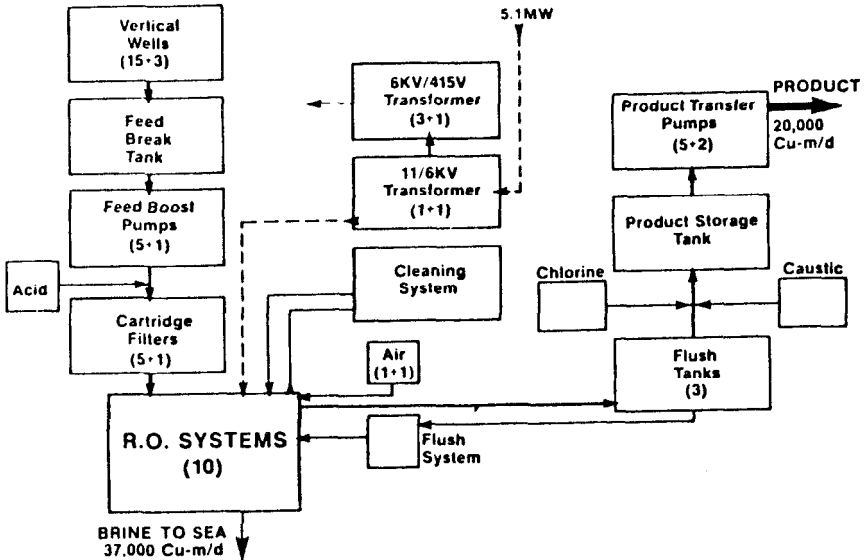 Vertical
Wells
(15+3)
Feed
Break
Tank
Feed Boost
Pumps
(5+1)
Acid
Cartridge
Filters
(5+1)
R.O. SYSTEMS
(10)
BRINE TO SEA
37,000 Cu-m/d
5.1MW
6KV/415V
Transformer
(3+1)
11/6KV
Transformer
(1+1)
Cleaning
System
Air
(1+1)
Flush
System
PRODUCT
20,000
Cu-m/d
Product Transfer
Pumps
(5+2)
Product Storage
Tank
Chlorine
Caustic
Flush
Tanks
(3)